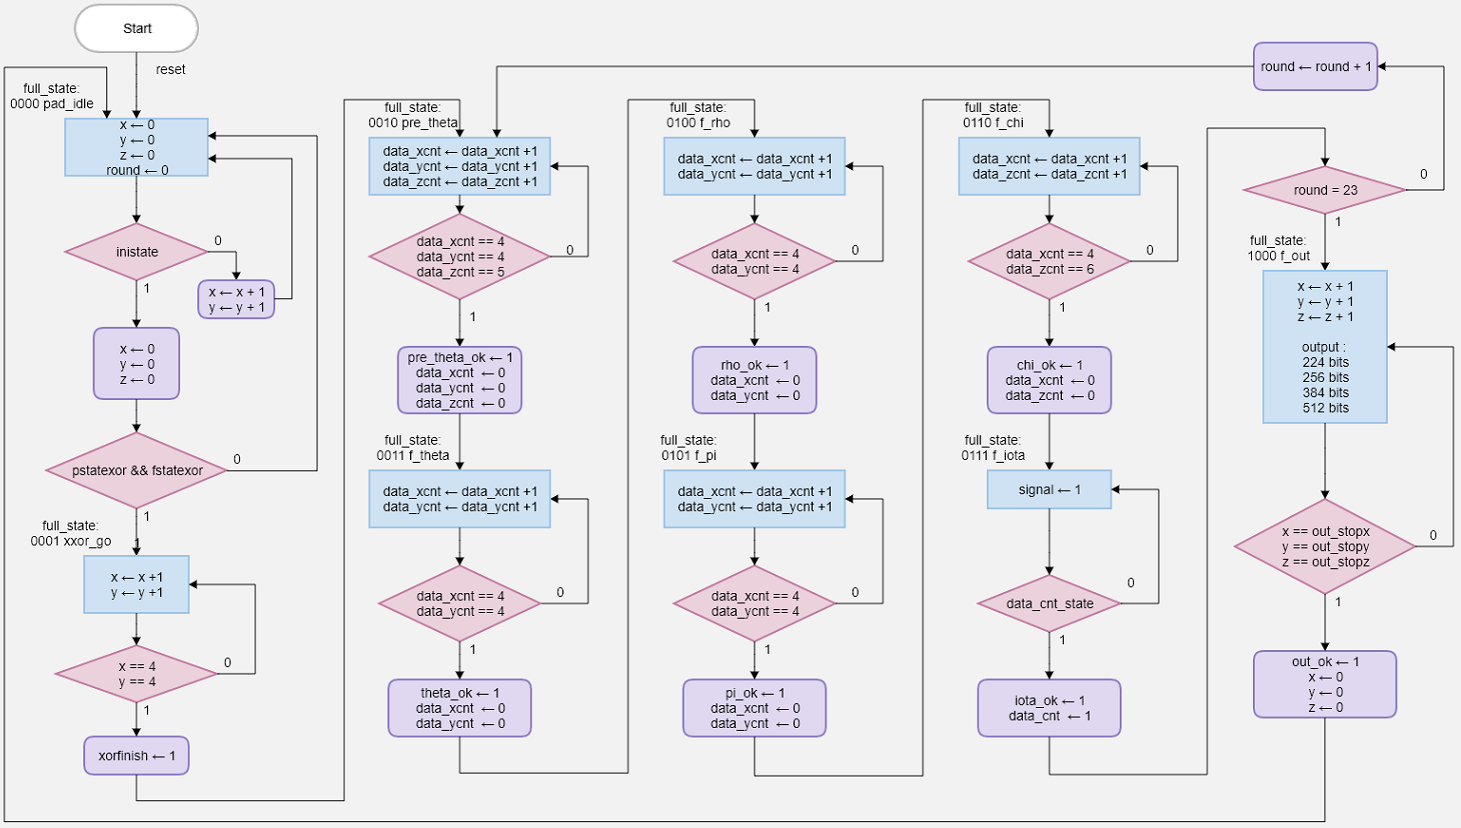 Start
reset
full_state:
0000 pad_idle
x ← 0
y ← 0
z ← 0
round ← 0
inistate
0
1
x ← x + 1
y ← y + 1
x ← 0
y ← 0
z ← 0
pstatexor && fstatexor
0
1
full_state:
0001 xxor_go
1
x ← x +1
y ← y +1
x == 4
y == 4
0
1
xorfinish ← 1
full_state:
0010 pre_theta
data_xcnt ← data_xcnt +1
data_ycnt ← data_ycnt +1
data_zcnt ← data_zcnt +1
data_xcnt == 4
data_ycnt == 4
data_zcnt == 5
0
1
pre_theta_ok ← 1
data_xcnt ← 0
data_ycnt ← 0
data_zcnt ← 0
full_state:
0011 f_theta
data_xcnt ← data_xcnt +1
data_ycnt ← data_ycnt +1
data_xcnt == 4
data_ycnt == 4
0
1
theta_ok ← 1
data_xcnt ← 0
data_ycnt ← 0
full_state:
0100 f_rho
data_xcnt ← data_xcnt +1
data_ycnt ← data_ycnt +1
data_xcnt == 4
data_ycnt == 4
0
1
rho_ok ← 1
data_xcnt ← 0
data_ycnt ← 0
full_state:
0101 f_pi
data_xcnt ← data_xcnt +1
data_ycnt ← data_ycnt +1
data_xcnt == 4
data_ycnt == 4
0
1
pi_ok ← 1
data_xcnt ← 0
data_ycnt ← 0
full_state:
0110 f_chi
data_xcnt ← data_xcnt +1
data_zcnt ← data_zcnt +1
data_xcnt == 4
data_zcnt == 6
0
1
chi_ok ← 1
data_xcnt ← 0
data_zcnt ← 0
full_state:
0111 f_iota
signal ← 1
data_cnt_state
0
1
iota_ok ← 1
data_cnt ← 1
round ← round + 1
round = 23
0
1
full_state:
1000 f_out
x ← x + 1
y ← y + 1
z ← z + 1
output :
224 bits
256 bits
384 bits
512 bits
x == out_stopx
y == out_stopy
z == out_stopz
0
1
out_ok ← 1
x ← 0
y ← 0
z ← 0